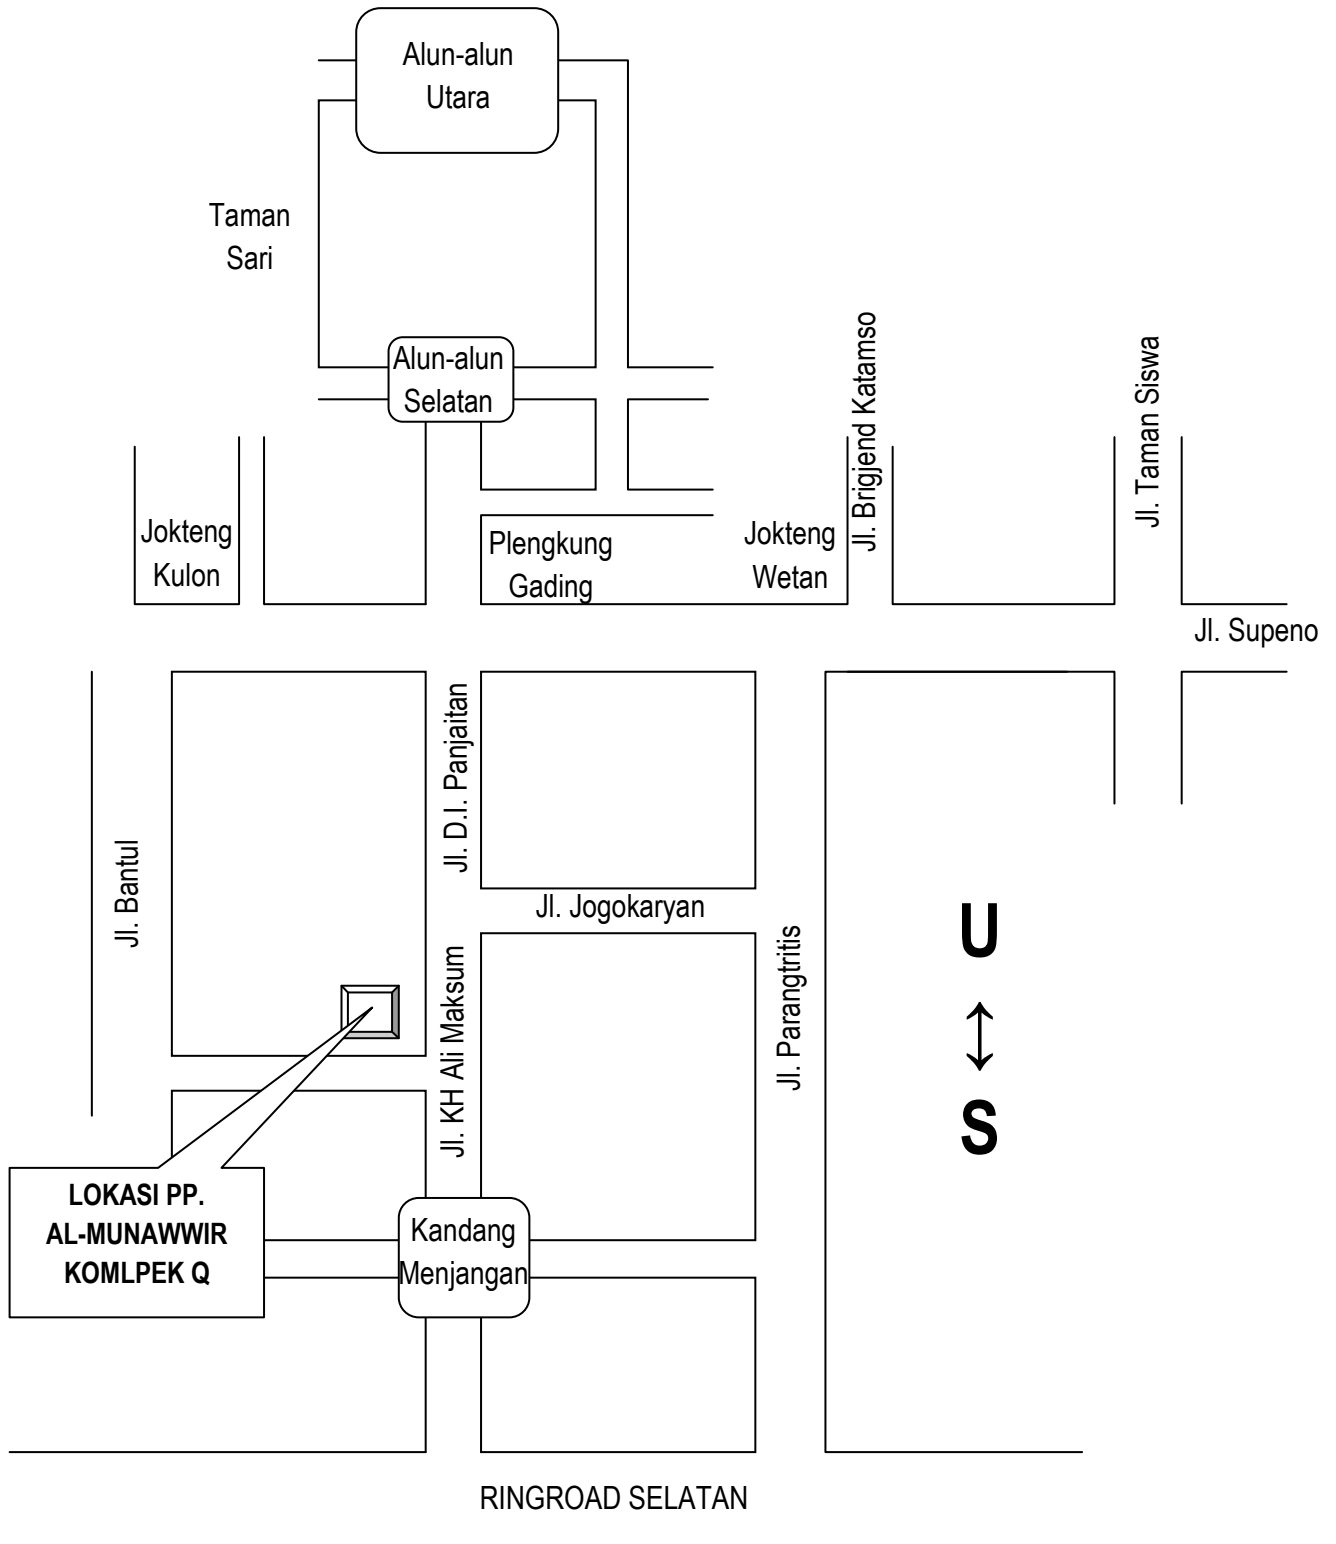 Alun-alun
Utara
Taman
Sari
Alun-alun
Selatan
Jl. Brigjend Katamso
Jl. Taman Siswa
Jokteng
Kulon
Plengkung
Gading
Jokteng
Wetan
Jl. Supeno
Jl. D.I. Panjaitan
Jl. Bantul
Jl. Jogokaryan
Jl. KH Ali Maksum
Jl. Parangtritis
U
S
LOKASI PP.
AL-MUNAWWIR
KOMLPEK Q
Kandang
Menjangan
RINGROAD SELATAN